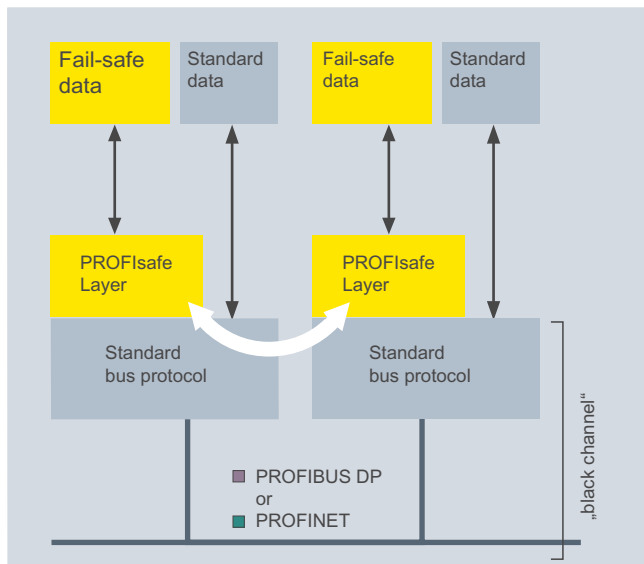 Fail-safe
data
Standard
data
Fail-safe
data
Standard
data
PROFIsafe
Layer
PROFIsafe
Layer
Standard
bus protocol
Standard
bus protocol
PROFIBUS DP
or
PROFINET
„black channel“